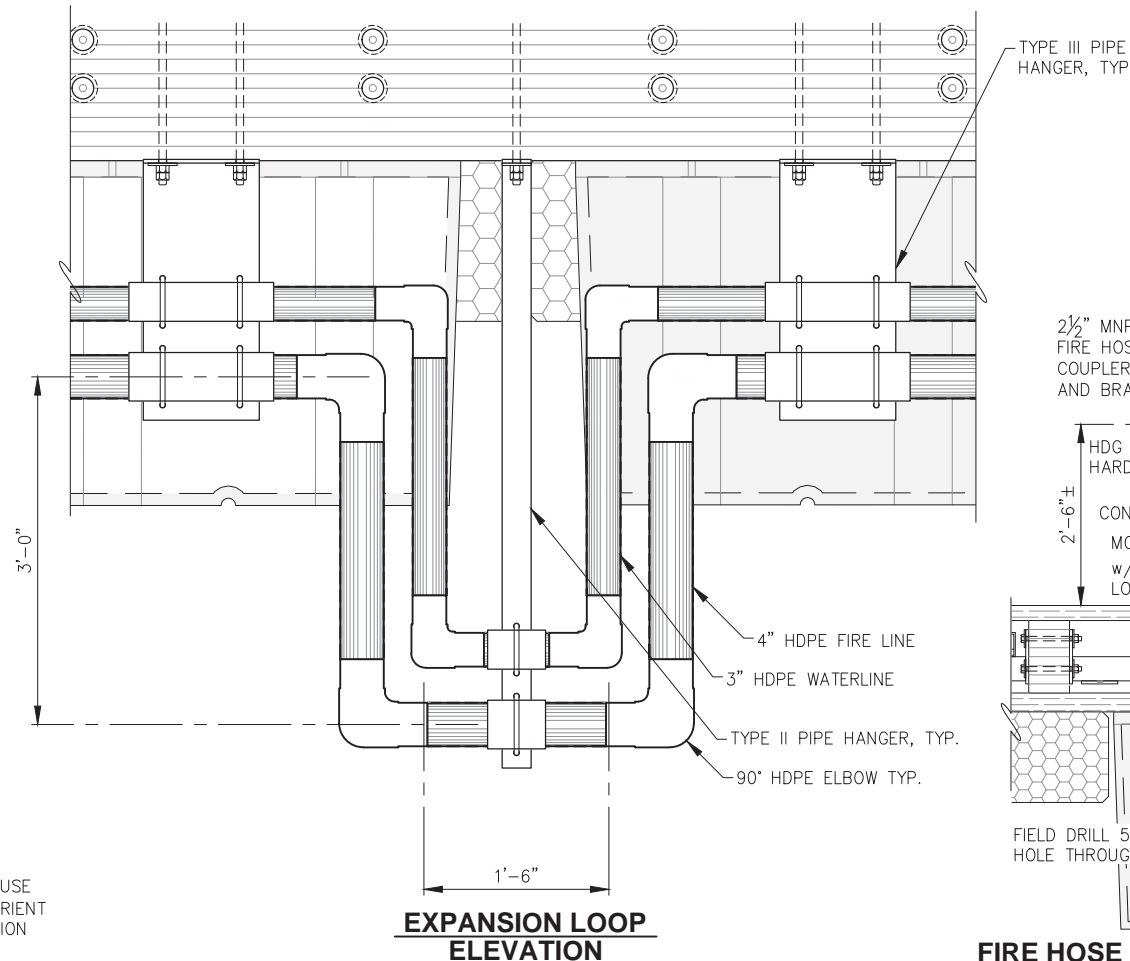 TYPE III PIPE
HANGER, TYP
3'-0"
4" HDPE FIRE LINE
3" HDPE WATERLINE
TYPE II PIPE HANGER, TYP.
90° HDPE ELBOW TYP.
1'-6"
EXPANSION LOOP
ELEVATION
USE
RIENT
ION
2½" MNP
FIRE HOS
COUPLER
AND BRA
HDG
HARD
2'-6"±
CON
MO
W/
LO
FIELD DRILL 5
HOLE THROUG
FIRE HOSE